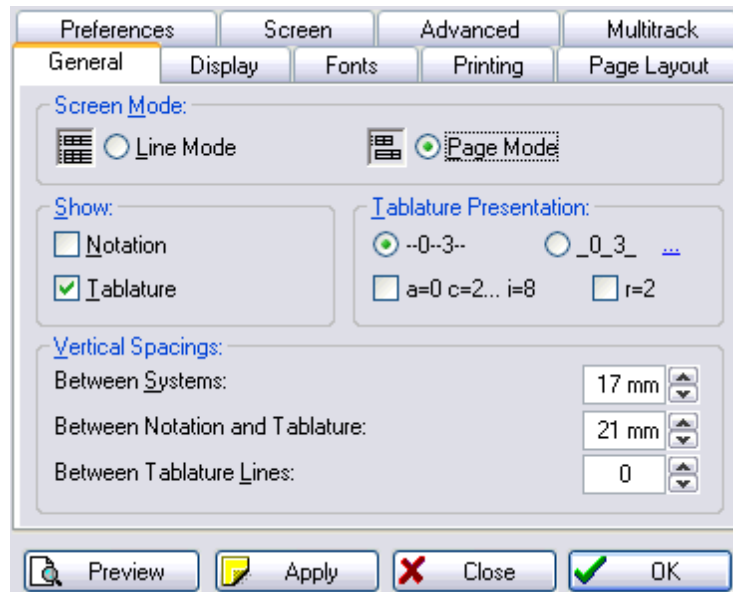 Preferences Screen Advanced Multitrack
General Display Fonts Printing Page Layout
Screen Mode:
Line Mode Page Mode
Show: Tablature Presentation:
Notation --0--3-- _0_3_ ...
Tablature a=0 c=2... i=8 r=2
Vertical Spacings:
Between Systems: 17 mm
Between Notation and Tablature: 21 mm
Between Tablature Lines: 0
Preview Apply Close OK